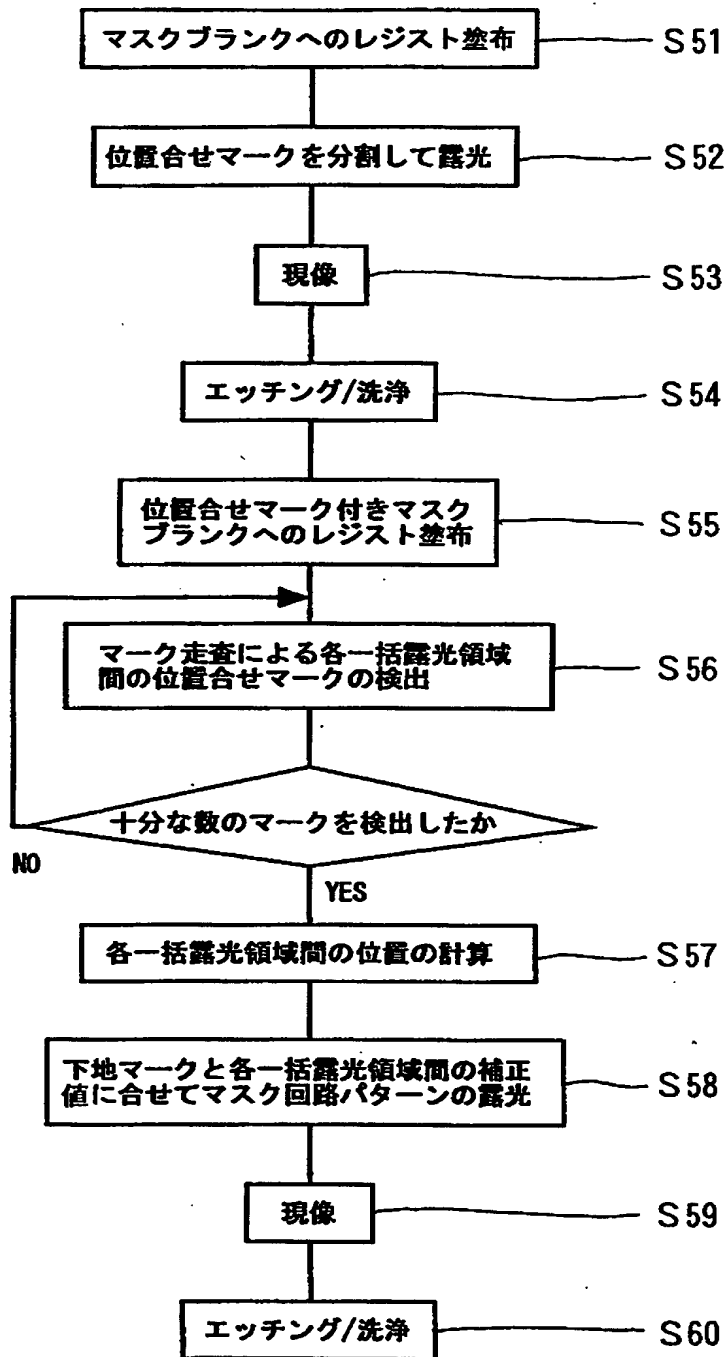 マスクブランクへのレジスト塗布
S51
位置合せマークを分割して露光
S52
現像
S53
エッチング/洗浄
S54
位置合せマーク付きマスク
ブランクへのレジスト塗布
S55
マーク走査による各一括露光領域
間の位置合せマークの検出
S56
十分な数のマークを検出したか
NO
YES
各一括露光領域間の位置の計算
S57
下地マークと各一括露光領域間の補正
値に合せてマスク回路パターンの露光
S58
現像
S59
エッチング/洗浄
S60